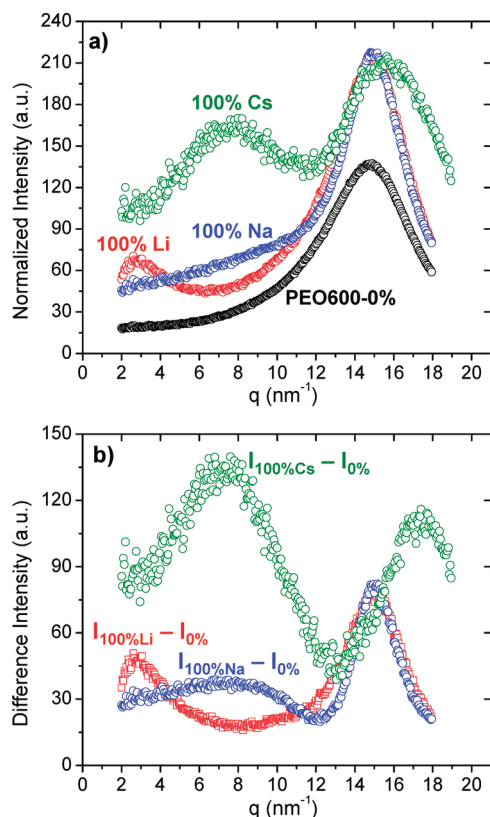 a)
Normalized Intensity (a.u.)
240
210
180
150
120
90
60
30
0
100% Cs
100% Na
100% Li
PEO600-0%
2 4 6 8 10 12 14 16 18 20
q (nm⁻¹)
b)
Difference Intensity (a.u.)
150
120
90
60
30
0
I100%Cs – I0%
I100%Li – I0%
I100%Na – I0%
2 4 6 8 10 12 14 16 18 20
q (nm⁻¹)